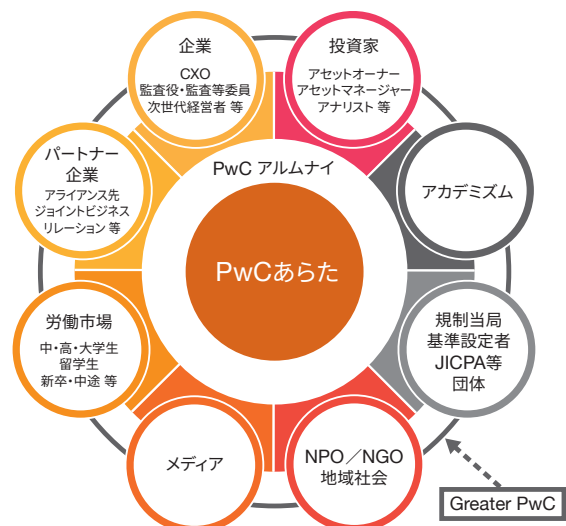 企業
CXO
監査役・監査等委員
次世代経営者 等
投資家
アセットオーナー
アセットマネージャー
アナリスト 等
パートナー
企業
アライアンス先
ジョイントビジネス
リレーション 等
PwC アルムナイ
アカデミズム
PwCあらた
労働市場
中・高・大学生
留学生
新卒・中途 等
規制当局
基準設定者
JICPA等
団体
メディア
NPO／NGO
地域社会
Greater PwC